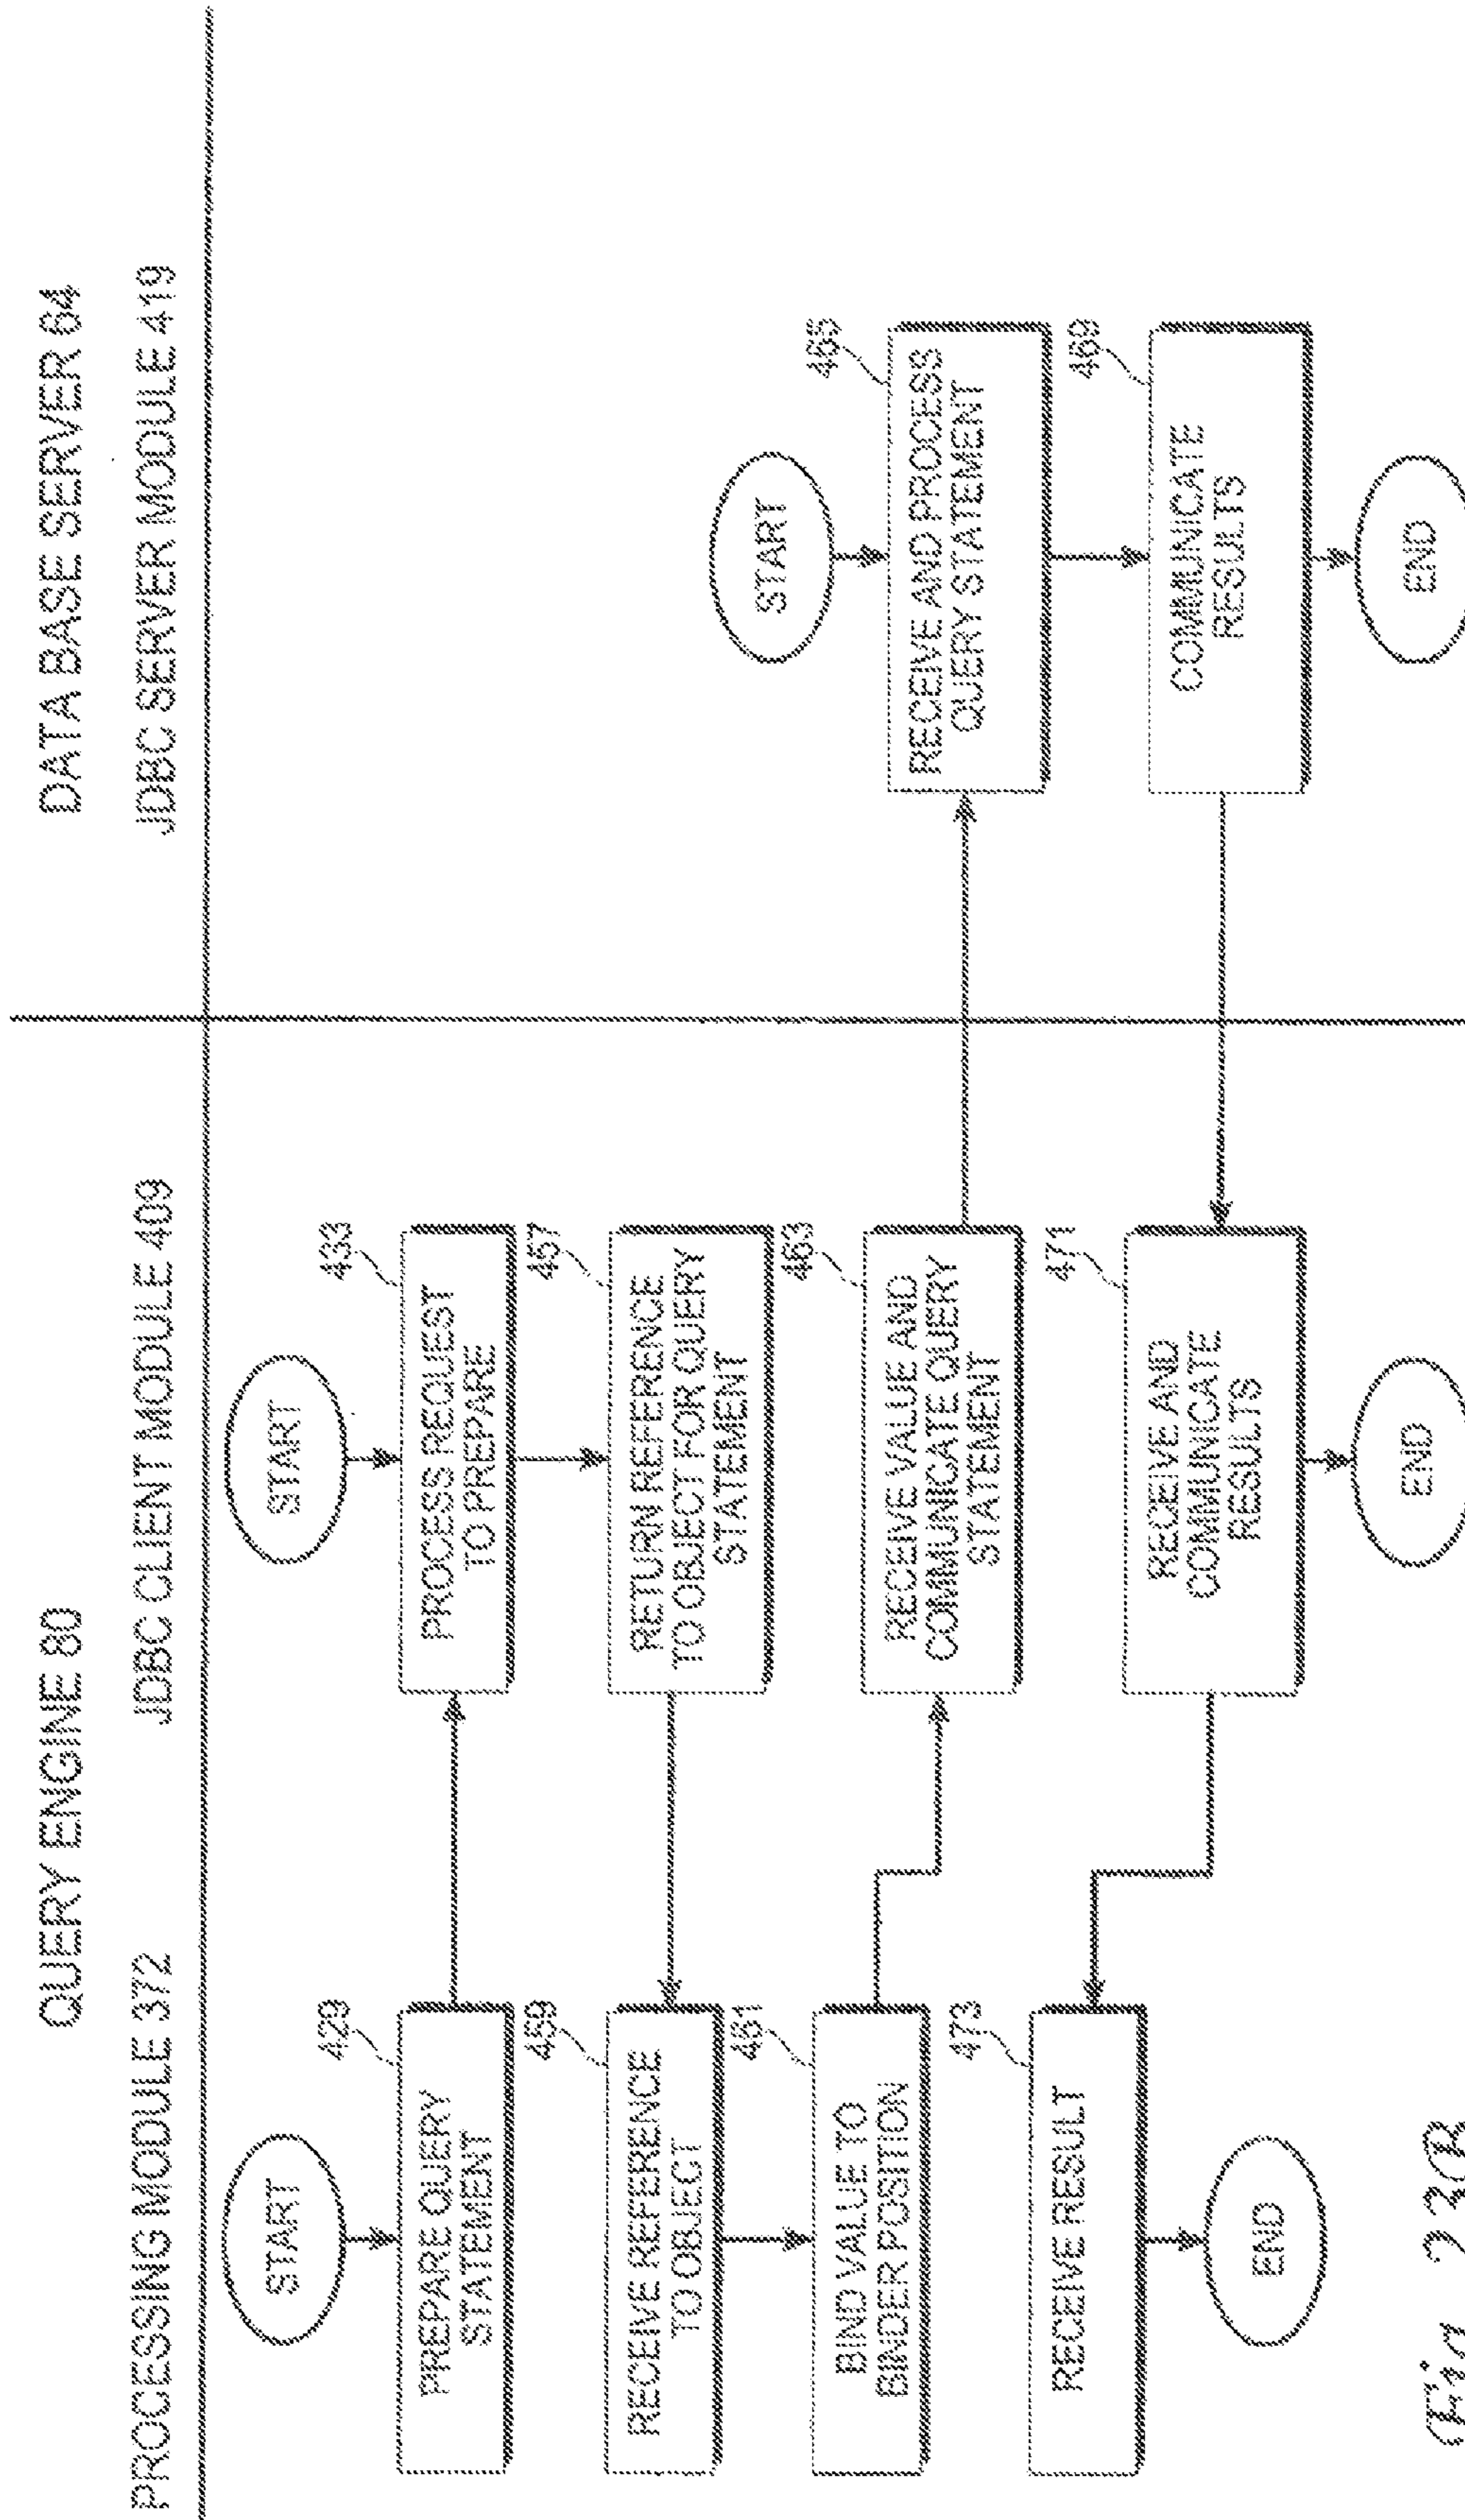 QUERY ENGINE 80
DATA BASE SERVER 64
PROCESSING MODULE 372
JDBC CLIENT MODULE 409
JDBC SERVER MODULE 419
START
429
PREPARE QUERY
STATEMENT
START
433
PROCESS REQUEST
TO PREPARE
457
RETURN REFERENCE
TO OBJECT FOR QUERY
STATEMENT
459
RECEIVE REFERENCE
TO OBJECT
461
BIND VALUE TO
BINDER POSITION
463
RECEIVE VALUE AND
COMMUNICATE QUERY
STATEMENT
START
465
RECEIVE AND PROCESS
QUERY STATEMENT
469
COMMUNICATE
RESULTS
END
471
RECEIVE AND
COMMUNICATE
RESULTS
END
473
RECEIVE RESULT
END
Fig. 23B